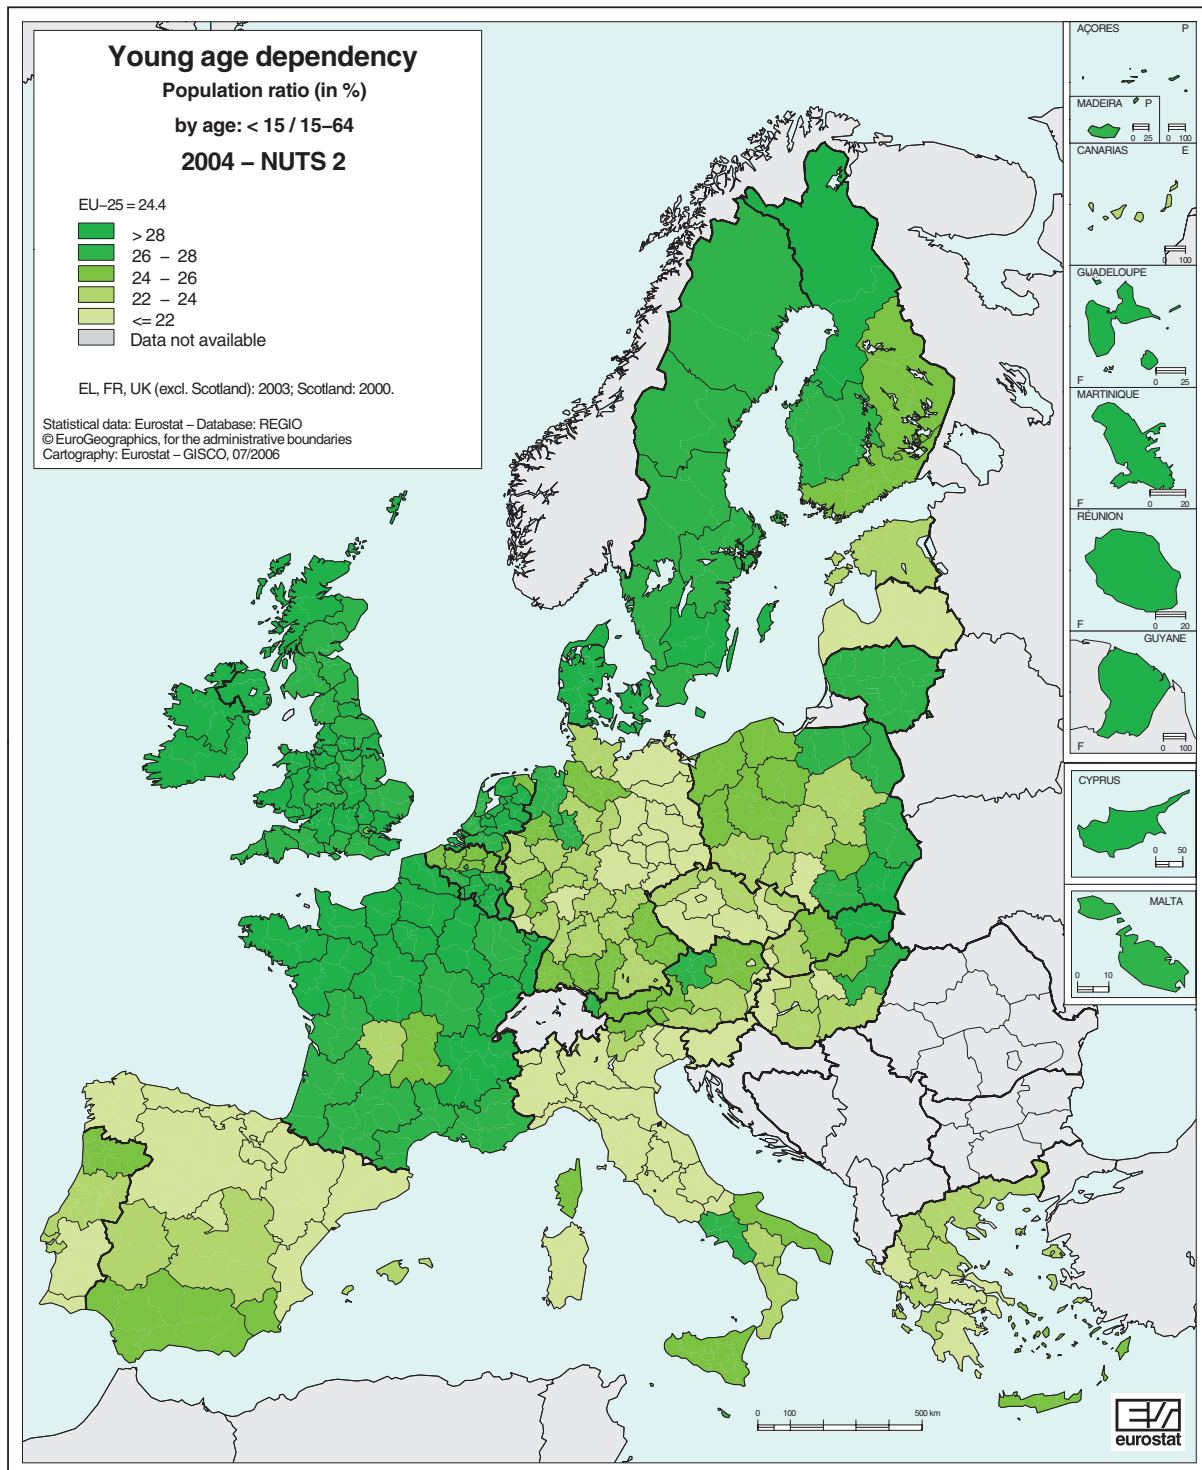 Young age dependency
Population ratio (in %)
by age: < 15 / 15–64
2004 – NUTS 2
EU–25 = 24.4
> 28
26 – 28
24 – 26
22 – 24
<= 22
Data not available
EL, FR, UK (excl. Scotland): 2003; Scotland: 2000.
Statistical data: Eurostat – Database: REGIO
© EuroGeographics, for the administrative boundaries
Cartography: Eurostat – GISCO, 07/2006
AÇORES P
MADEIRA P
0 25
0 100
CANARIAS E
0 100
GUADELOUPE
F
0 25
MARTINIQUE
F
0 20
RÉUNION
F
0 20
GUYANE
F
0 100
CYPRUS
0 50
MALTA
0 10
0 100 500 km
eurostat